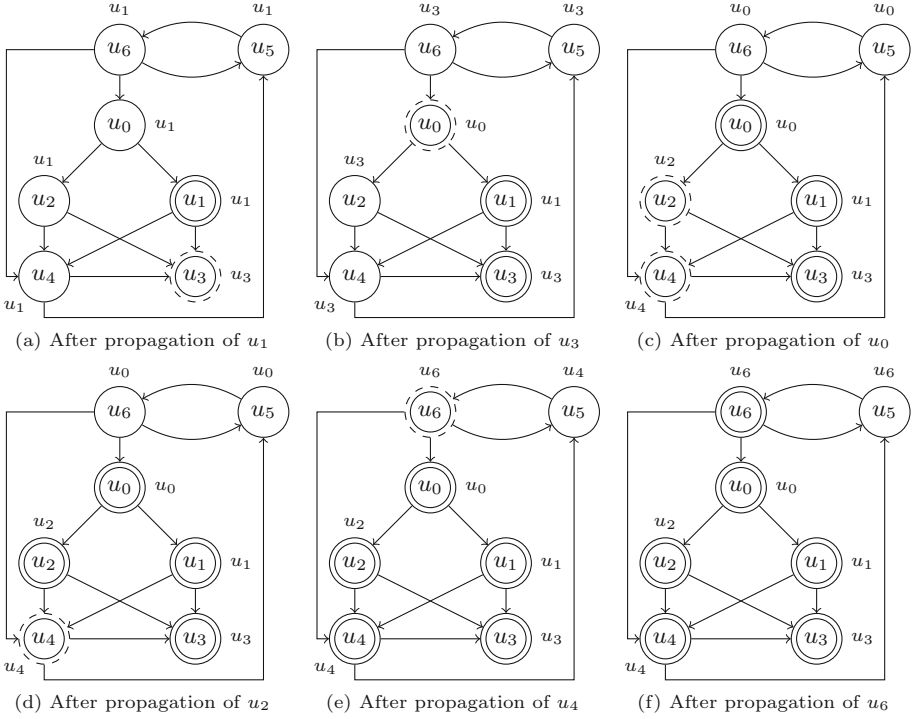 u1 u1
u6 u5
u0 u1
u1
u2 u1 u1
u4 u3 u3
u1
(a) After propagation of u1
u3 u3
u6 u5
u0 u0
u3
u2 u1 u1
u4 u3 u3
u3
(b) After propagation of u3
u0 u0
u6 u5
u0 u0
u2
u2 u1 u1
u4 u3 u3
u4
(c) After propagation of u0
u0 u0
u6 u5
u0 u0
u2
u2 u1 u1
u4 u3 u3
u4
(d) After propagation of u2
u6 u4
u6 u5
u0 u0
u2
u2 u1 u1
u4 u3 u3
u4
(e) After propagation of u4
u6 u6
u6 u5
u0 u0
u2
u2 u1 u1
u4 u3 u3
u4
(f) After propagation of u6